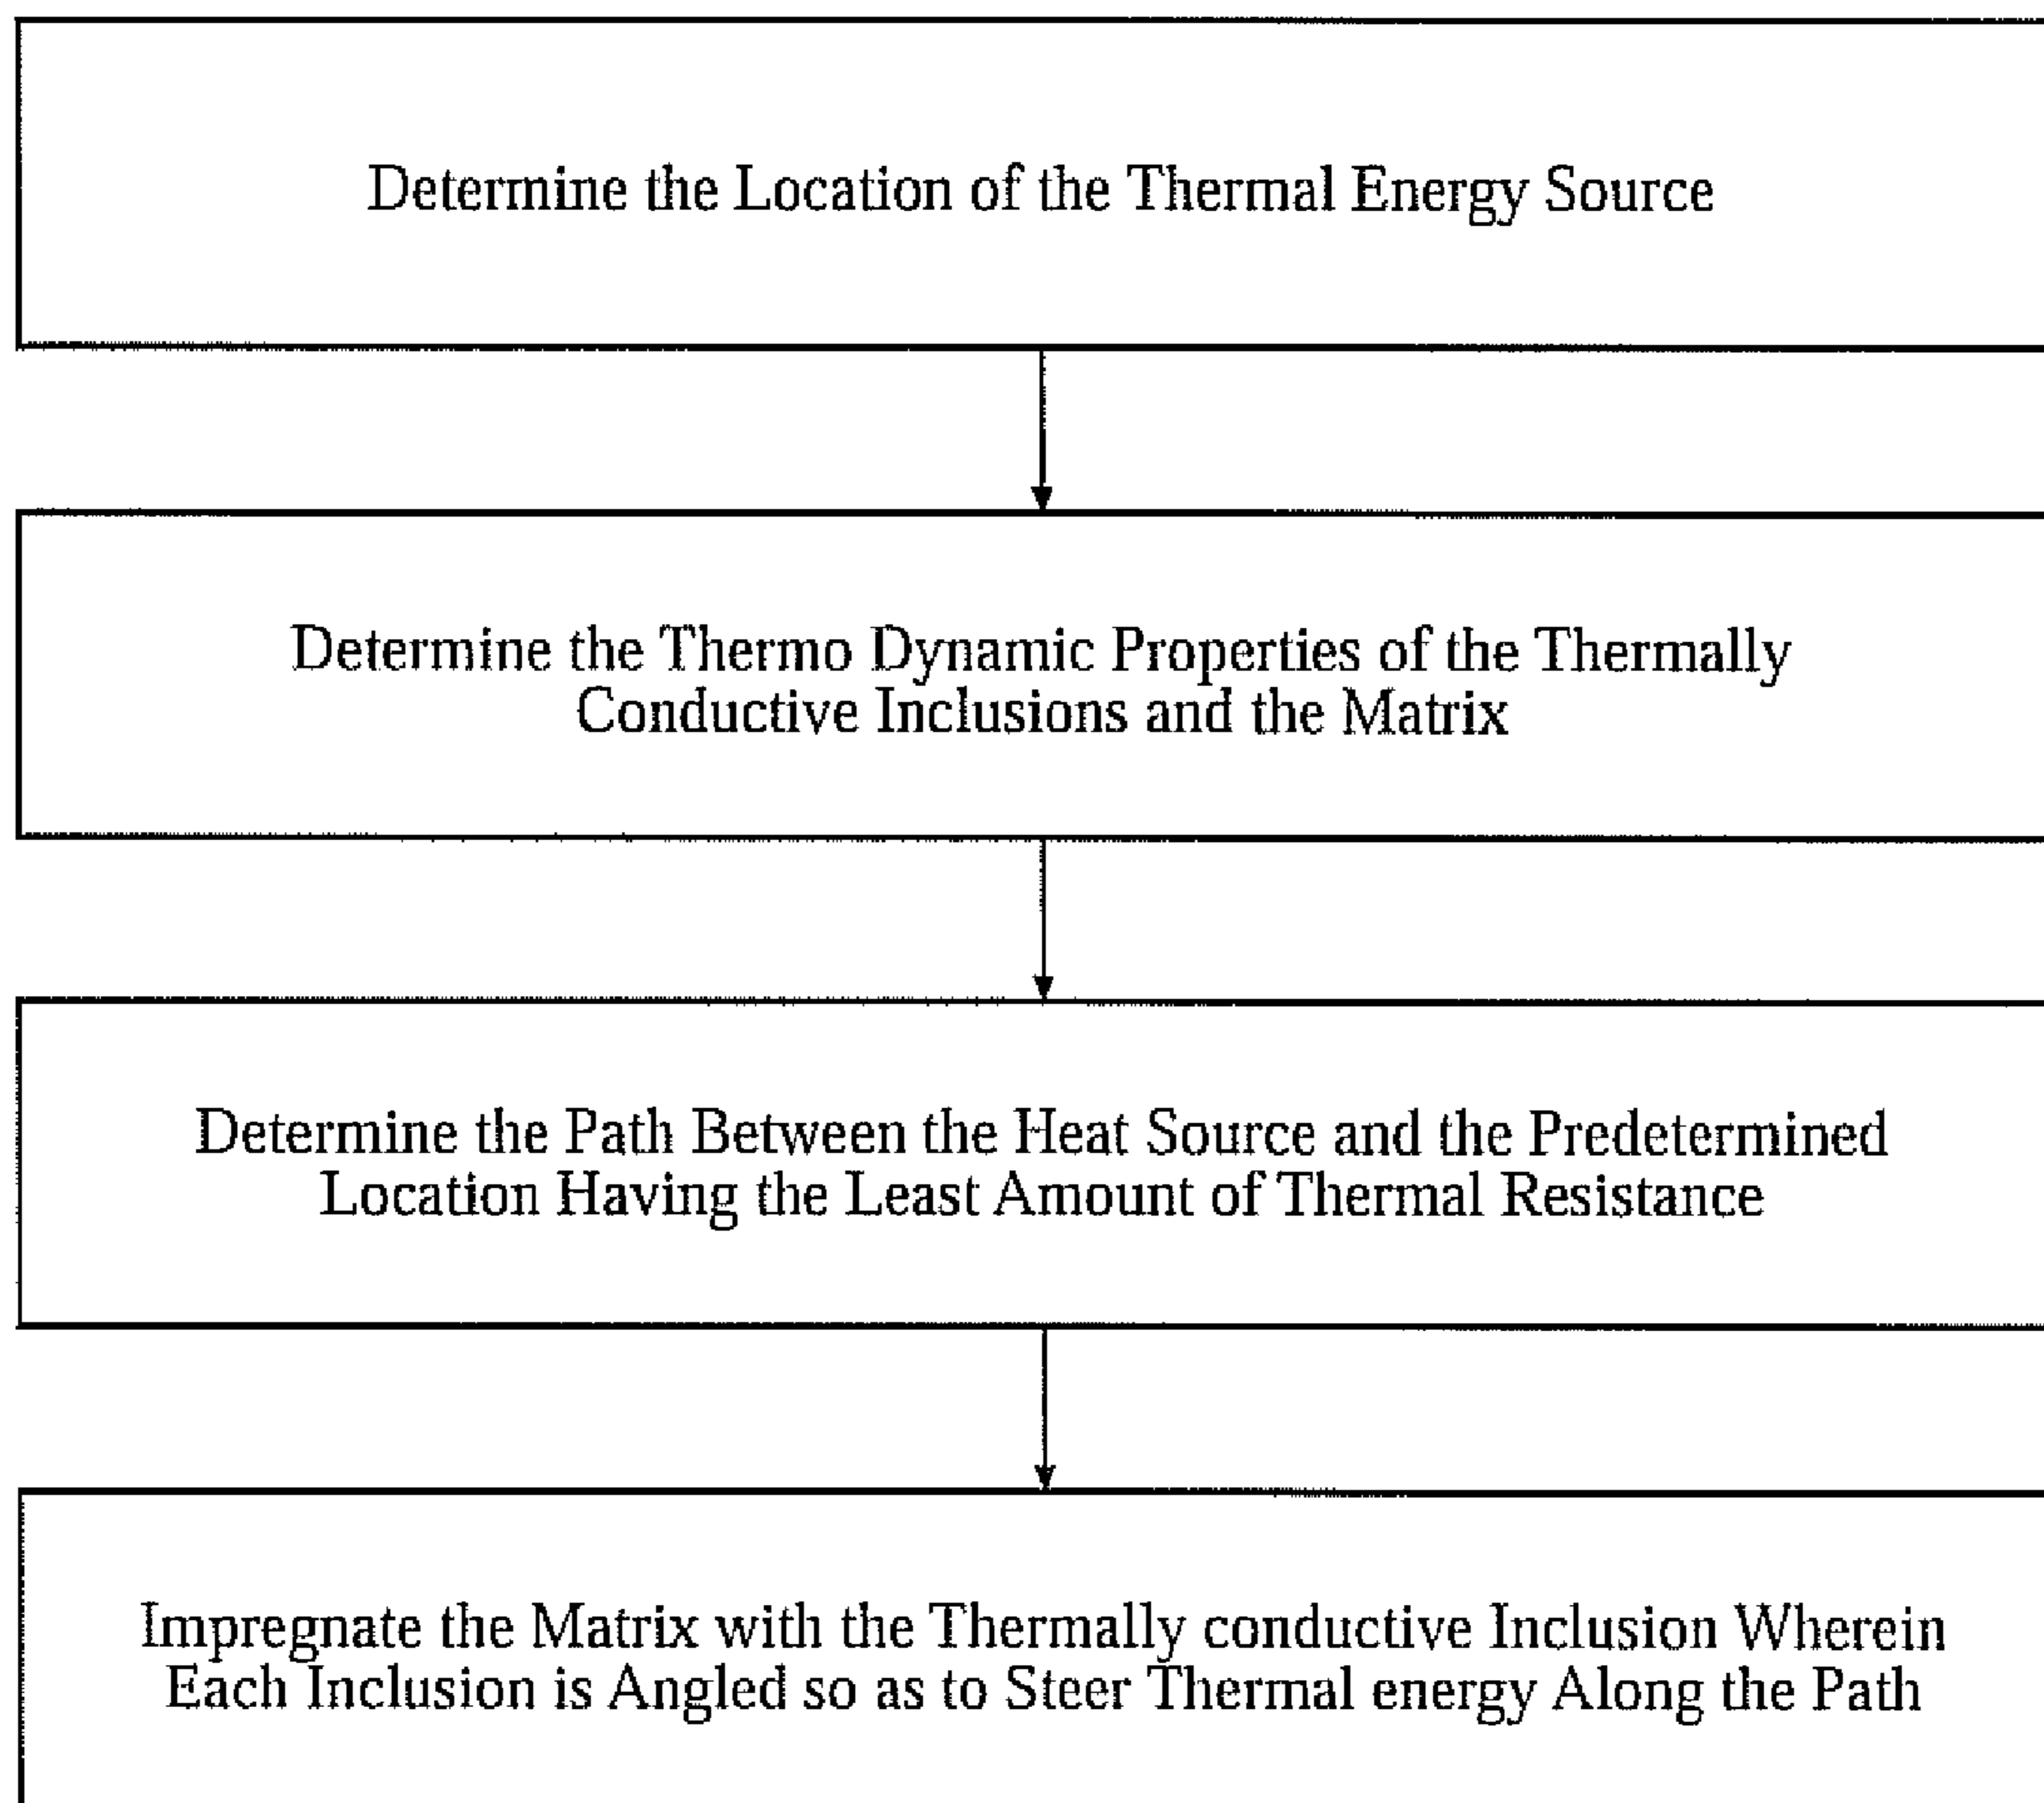 Determine the Location of the Thermal Energy Source
Determine the Thermo Dynamic Properties of the Thermally
Conductive Inclusions and the Matrix
Determine the Path Between the Heat Source and the Predetermined
Location Having the Least Amount of Thermal Resistance
Impregnate the Matrix with the Thermally conductive Inclusion Wherein
Each Inclusion is Angled so as to Steer Thermal energy Along the Path